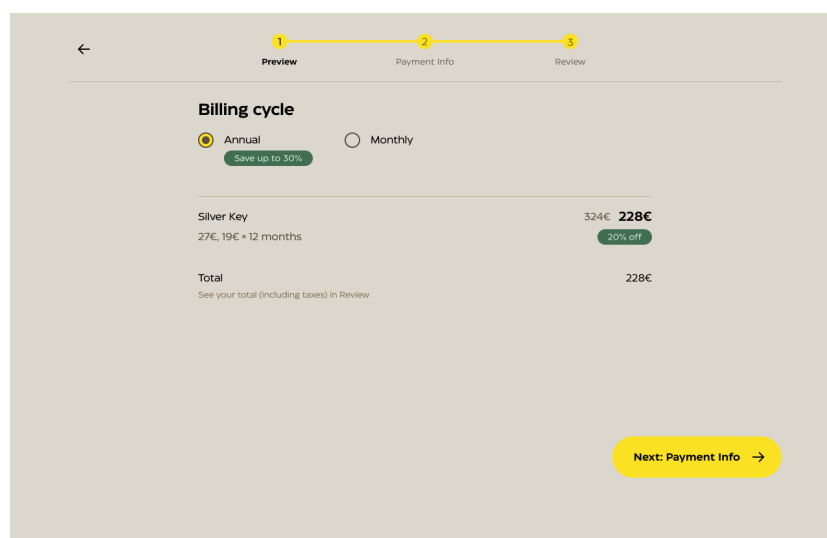 1 2 3
Preview Payment Info Review
Billing cycle
Annual Monthly
Save up to 30%
Silver Key 324€ 228€
27€, 19€ × 12 months 20% off
Total 228€
See your total (including taxes) in Review
Next: Payment Info →